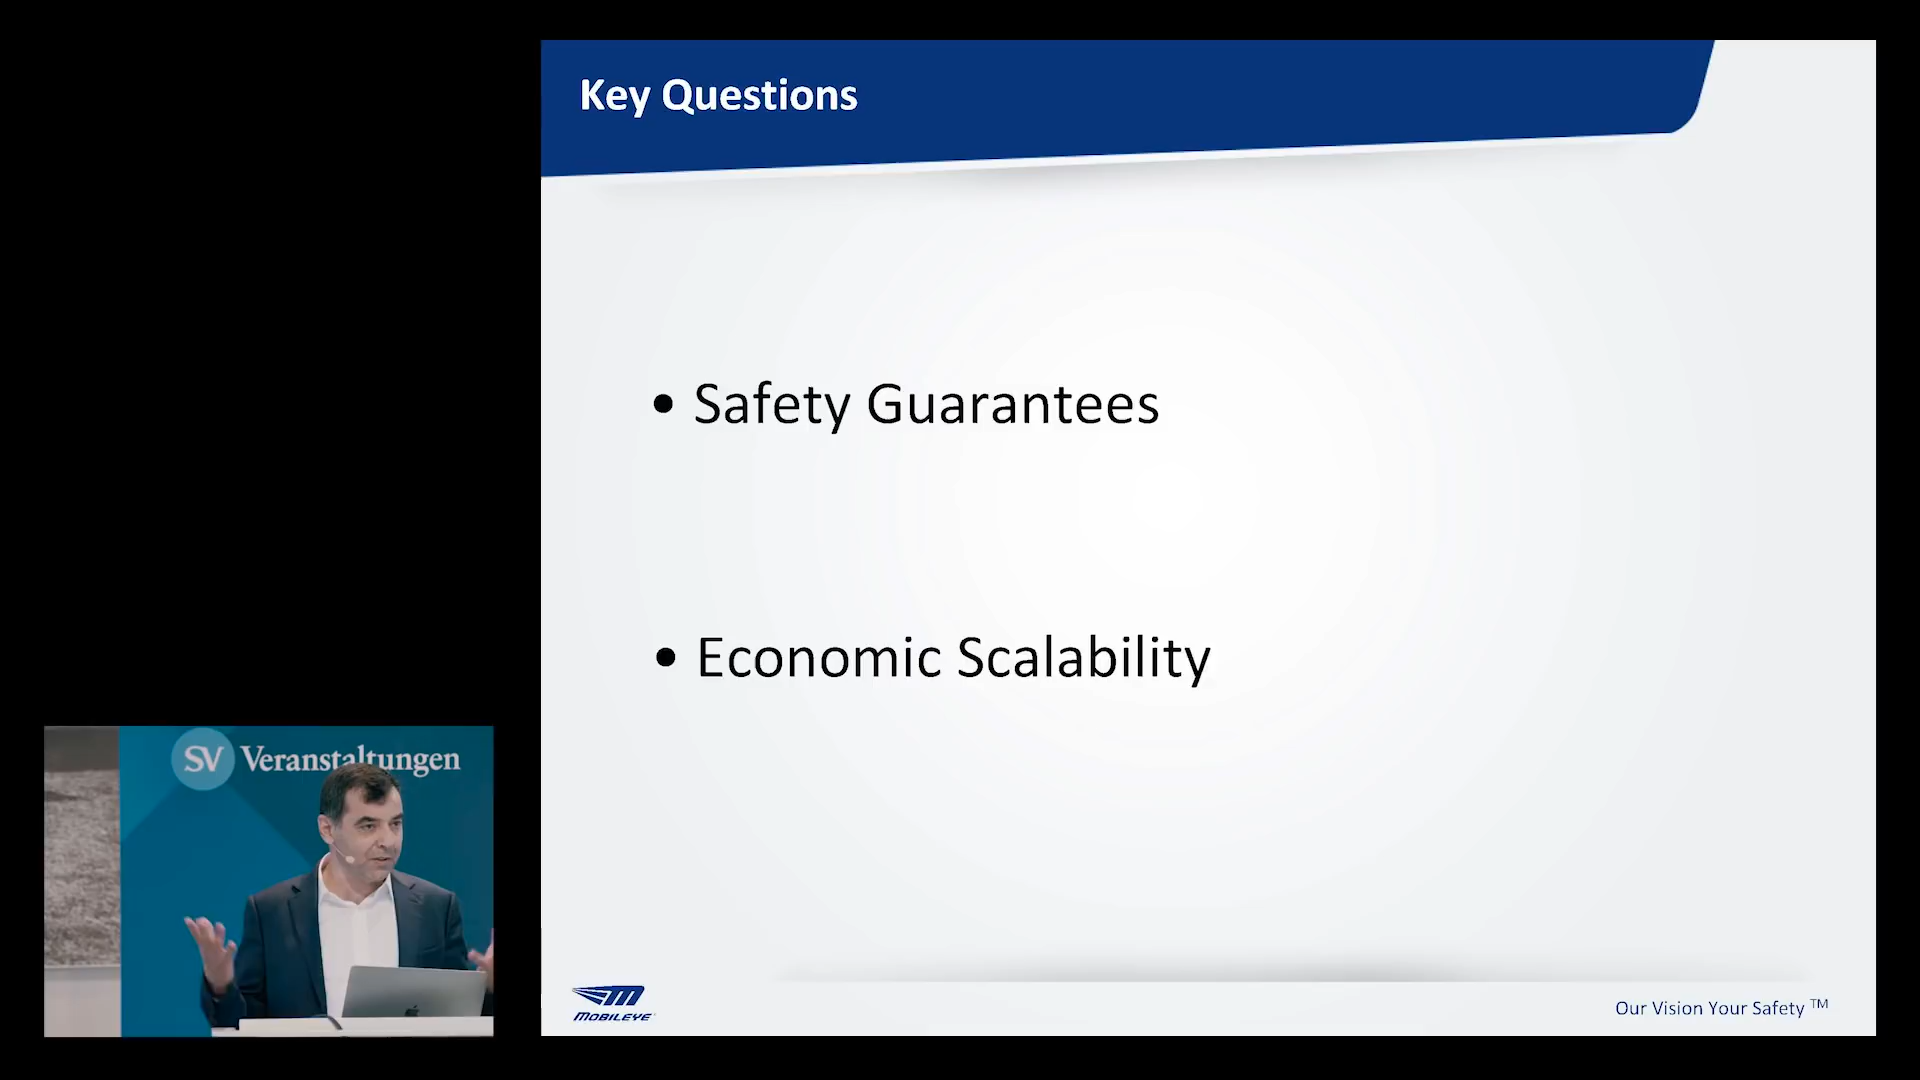 Key Questions
• Safety Guarantees
• Economic Scalability
SV Veranstaltungen
MOBILEYE
Our Vision Your Safety TM